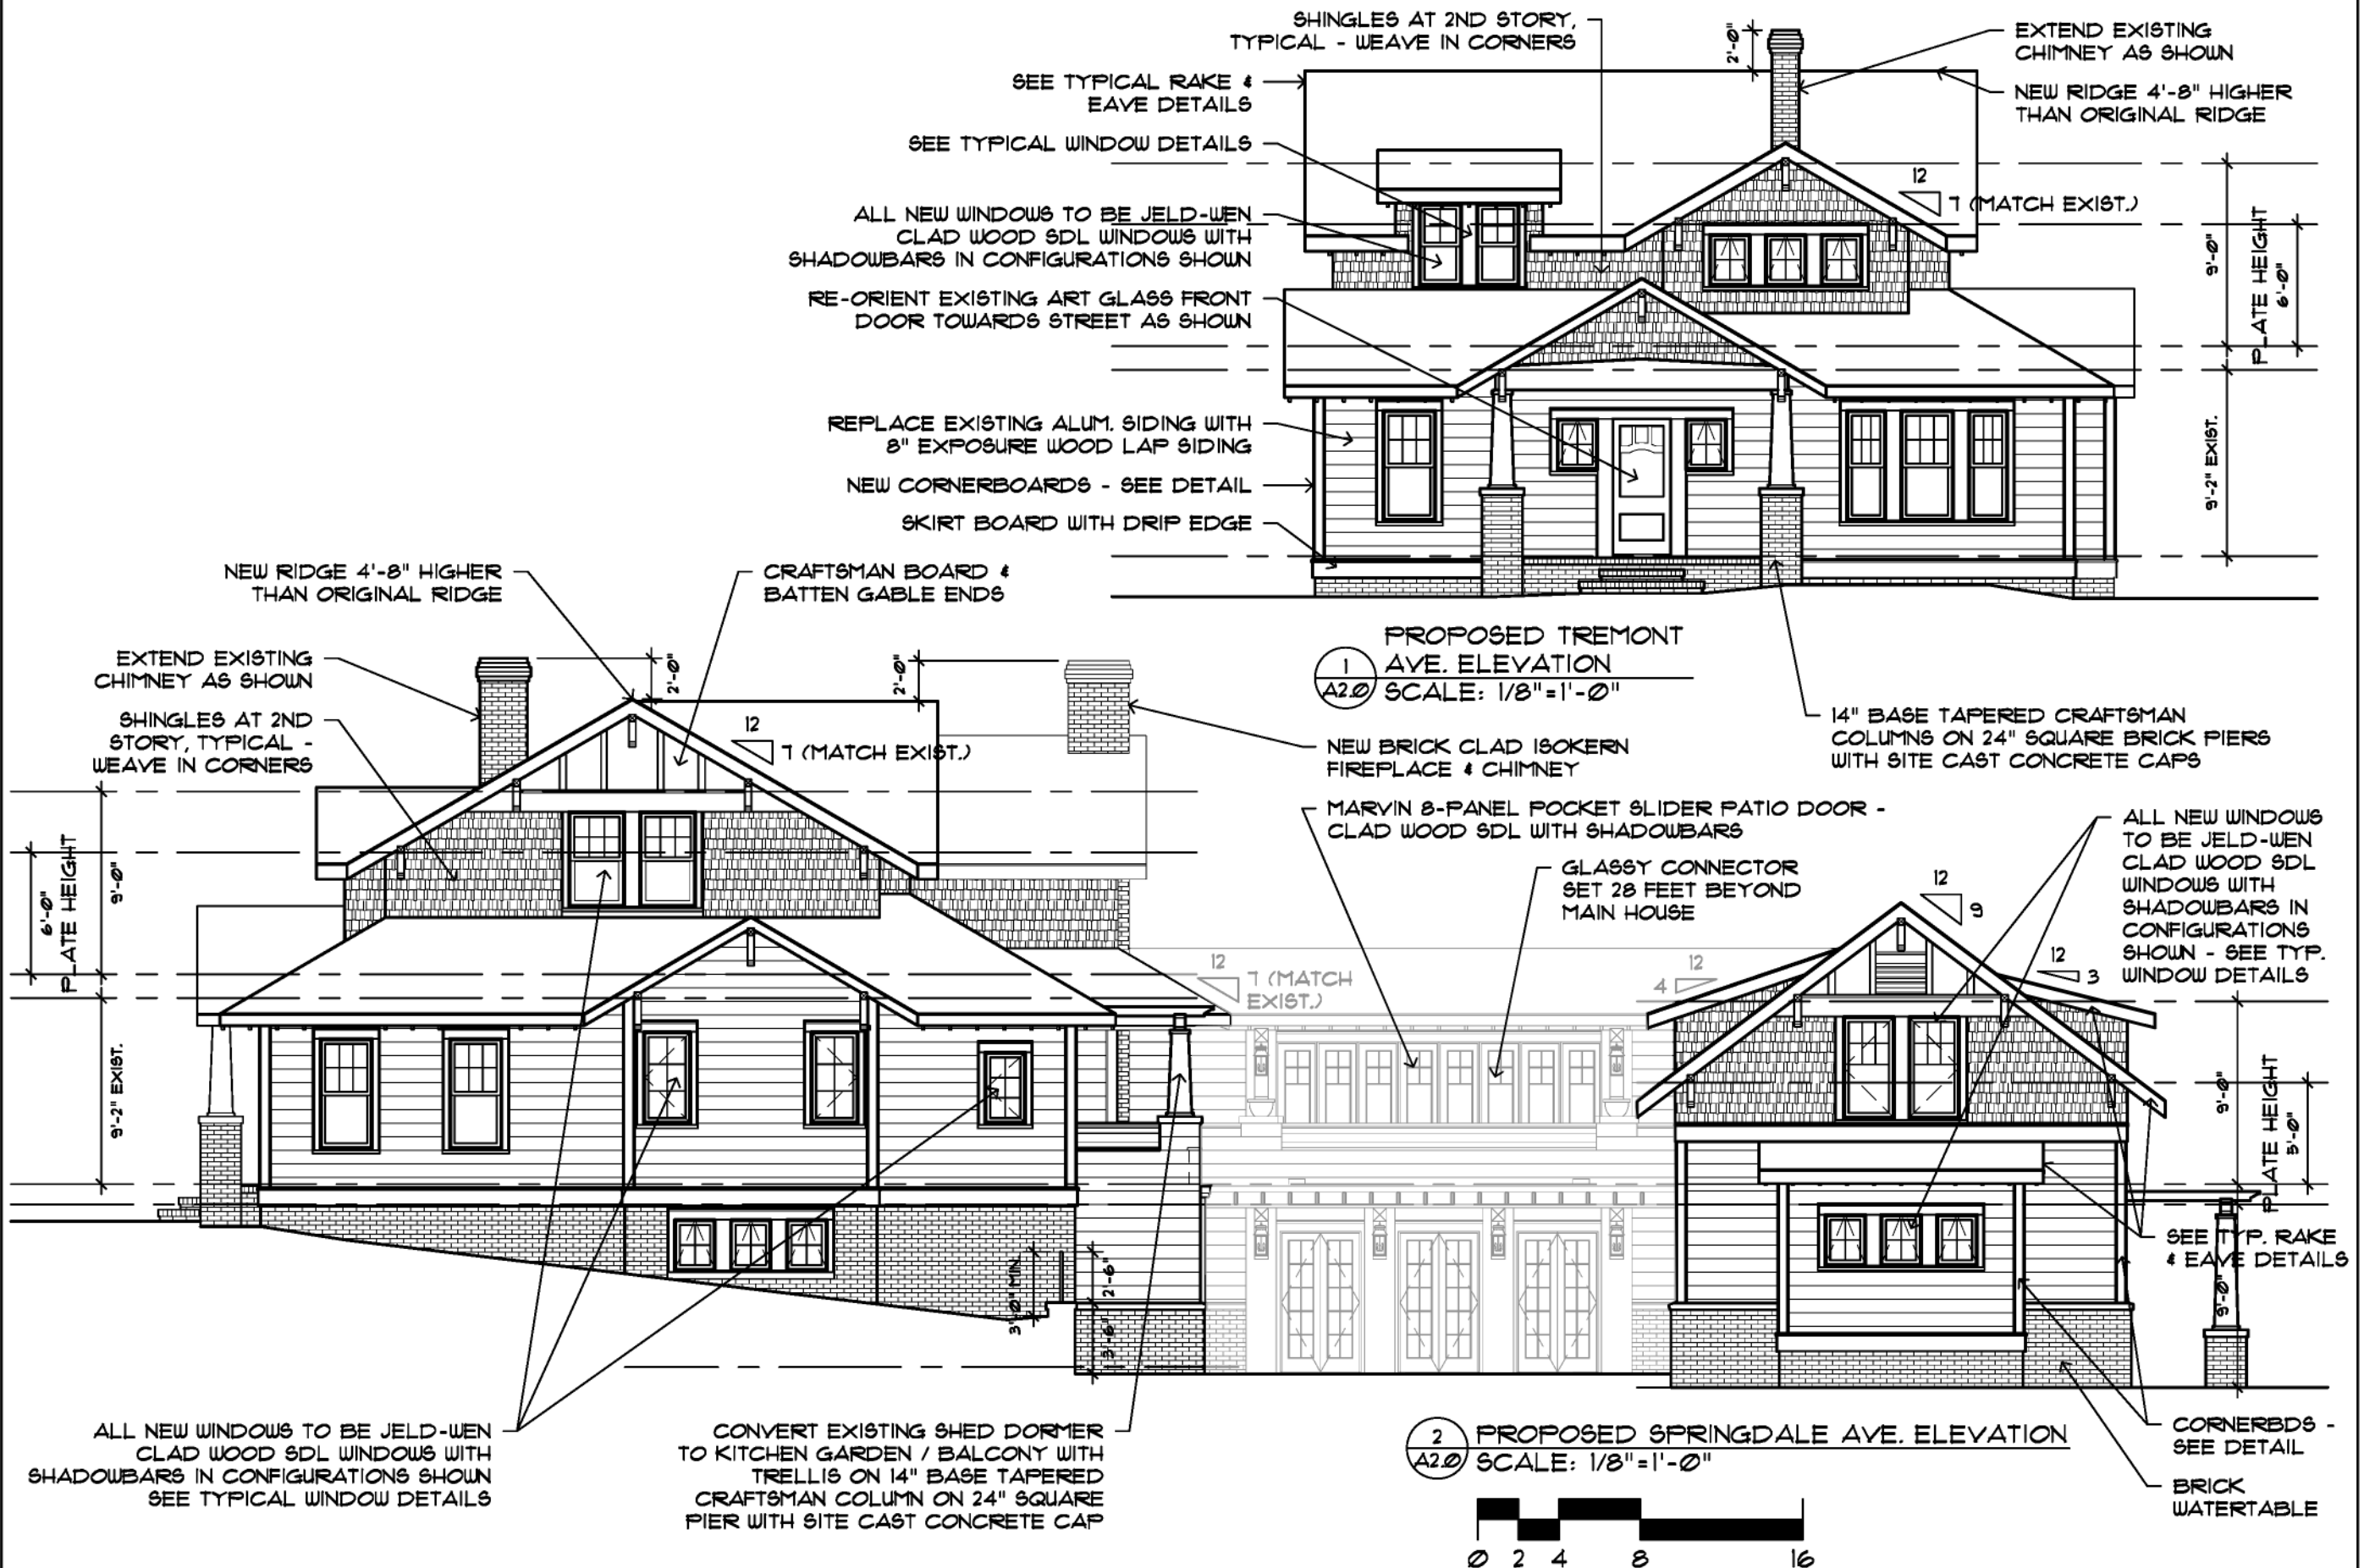 SHINGLES AT 2ND STORY,
TYPICAL - WEAVE IN CORNERS
2'-0"
EXTEND EXISTING
CHIMNEY AS SHOWN
SEE TYPICAL RAKE &
EAVE DETAILS
NEW RIDGE 4'-8" HIGHER
THAN ORIGINAL RIDGE
SEE TYPICAL WINDOW DETAILS
12
7 (MATCH EXIST.)
ALL NEW WINDOWS TO BE JELD-WEN
CLAD WOOD SDL WINDOWS WITH
SHADOWBARS IN CONFIGURATIONS SHOWN
9'-0"
PLATE HEIGHT
6'-0"
RE-ORIENT EXISTING ART GLASS FRONT
DOOR TOWARDS STREET AS SHOWN
REPLACE EXISTING ALUM. SIDING WITH
8" EXPOSURE WOOD LAP SIDING
9'-2" EXIST.
NEW CORNERBOARDS - SEE DETAIL
SKIRT BOARD WITH DRIP EDGE
1
A2.0
PROPOSED TREMONT
AVE. ELEVATION
SCALE: 1/8"=1'-0"
14" BASE TAPERED CRAFTSMAN
COLUMNS ON 24" SQUARE BRICK PIERS
WITH SITE CAST CONCRETE CAPS
NEW RIDGE 4'-8" HIGHER
THAN ORIGINAL RIDGE
CRAFTSMAN BOARD &
BATTEN GABLE ENDS
EXTEND EXISTING
CHIMNEY AS SHOWN
2'-0"
2'-0"
SHINGLES AT 2ND
STORY, TYPICAL -
WEAVE IN CORNERS
12
7 (MATCH EXIST.)
NEW BRICK CLAD ISOKERN
FIREPLACE & CHIMNEY
MARVIN 8-PANEL POCKET SLIDER PATIO DOOR -
CLAD WOOD SDL WITH SHADOWBARS
GLASSY CONNECTOR
SET 28 FEET BEYOND
MAIN HOUSE
ALL NEW WINDOWS
TO BE JELD-WEN
CLAD WOOD SDL
WINDOWS WITH
SHADOWBARS IN
CONFIGURATIONS
SHOWN - SEE TYP.
WINDOW DETAILS
6'-0"
PLATE HEIGHT
9'-0"
9'-2" EXIST.
12
7 (MATCH
EXIST.)
12
4
12
9
12
3
9'-0"
PLATE HEIGHT
5'-0"
SEE TYP. RAKE
& EAVE DETAILS
9'-0"
3'-0" MIN.
2'-6"
3'-6"
ALL NEW WINDOWS TO BE JELD-WEN
CLAD WOOD SDL WINDOWS WITH
SHADOWBARS IN CONFIGURATIONS SHOWN
SEE TYPICAL WINDOW DETAILS
CONVERT EXISTING SHED DORMER
TO KITCHEN GARDEN / BALCONY WITH
TRELLIS ON 14" BASE TAPERED
CRAFTSMAN COLUMN ON 24" SQUARE
PIER WITH SITE CAST CONCRETE CAP
2
A2.0
PROPOSED SPRINGDALE AVE. ELEVATION
SCALE: 1/8"=1'-0"
CORNERBDS -
SEE DETAIL
BRICK
WATERTABLE
0 2 4 8 16